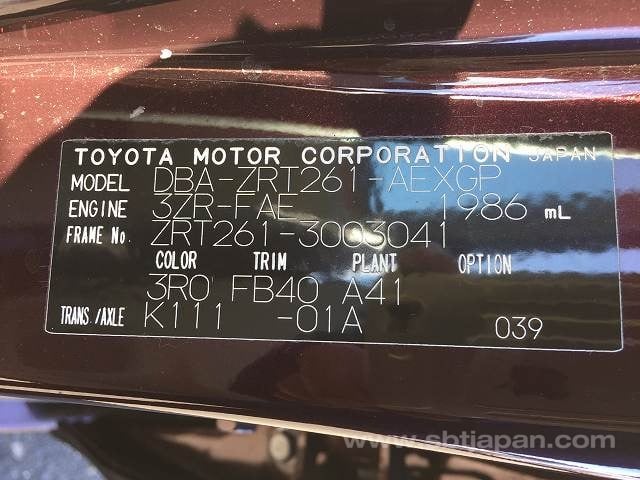 TOYOTA MOTOR CORPORATION JAPAN
MODEL DBA-ZRT261-AEXGP
ENGINE 3ZR-FAE 1986 mL
FRAME No. ZRT261-3003041
COLOR TRIM PLANT OPTION
3R0 FB40 A41
TRANS./AXLE K111 -01A 039
www.sbtjapan.com